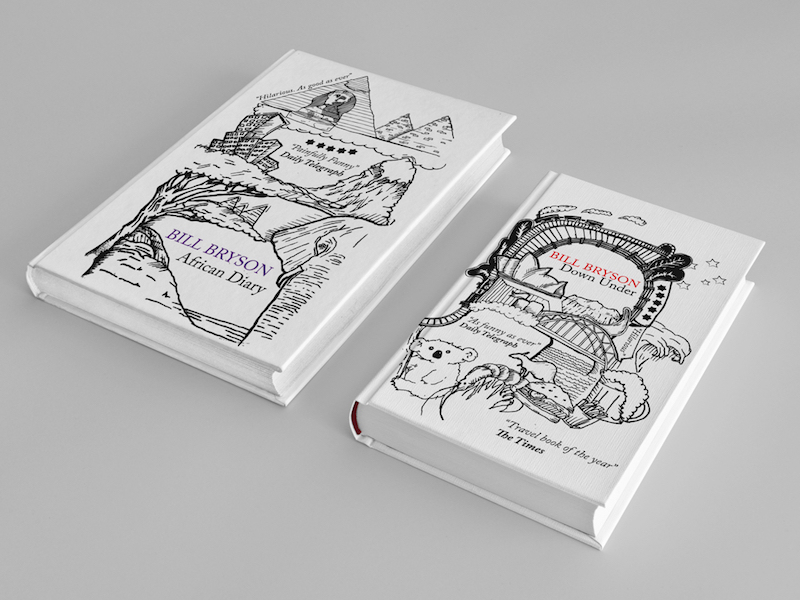 "Hilarious. As good as ever"
"Painfully Funny"
Daily Telegraph
BILL BRYSON
African Diary
BILL BRYSON
Down Under
"As funny as ever"
Daily Telegraph
"Travel book of the year"
The Times